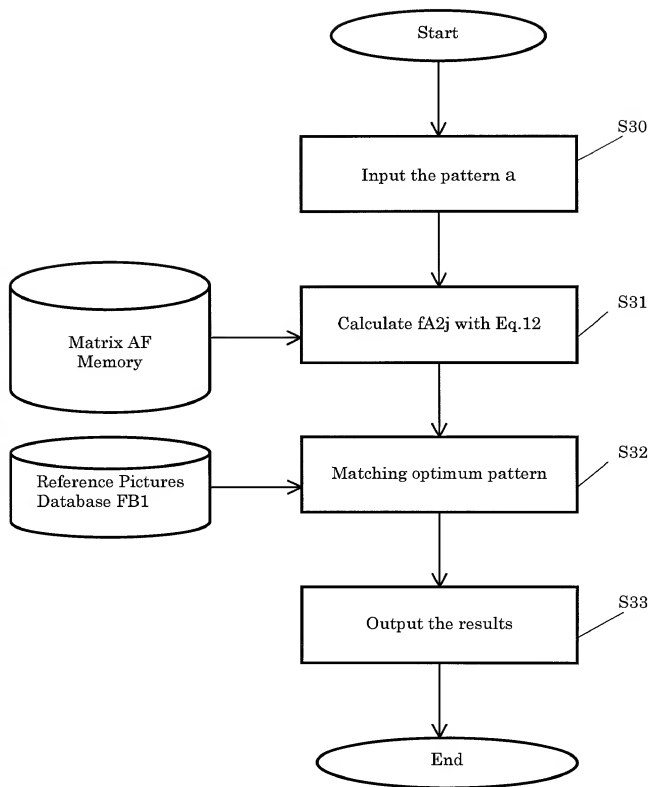 Start
S30
Input the pattern a
S31
Calculate fA2j with Eq.12
Matrix AF
Memory
S32
Matching optimum pattern
Reference Pictures
Database FB1
S33
Output the results
End